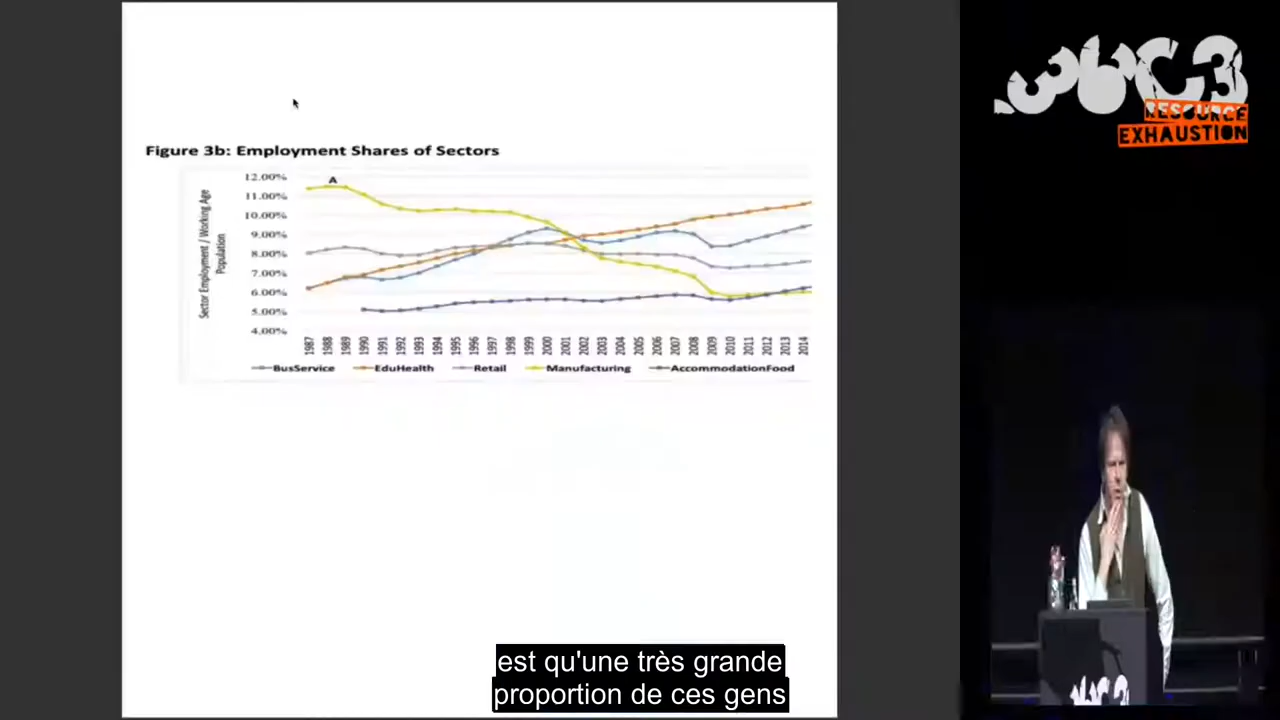 36C3
RESOURCE
EXHAUSTION
Figure 3b: Employment Shares of Sectors
A
12.00%
11.00%
10.00%
9.00%
8.00%
7.00%
6.00%
5.00%
4.00%
Sector Employment / Working Age
Population
1987 1988 1989 1990 1991 1992 1993 1994 1995 1996 1997 1998 1999 2000 2001 2002 2003 2004 2005 2006 2007 2008 2009 2010 2011 2012 2013 2014
BusService EduHealth Retail Manufacturing AccommodationFood
est qu'une très grande
proportion de ces gens
36C3